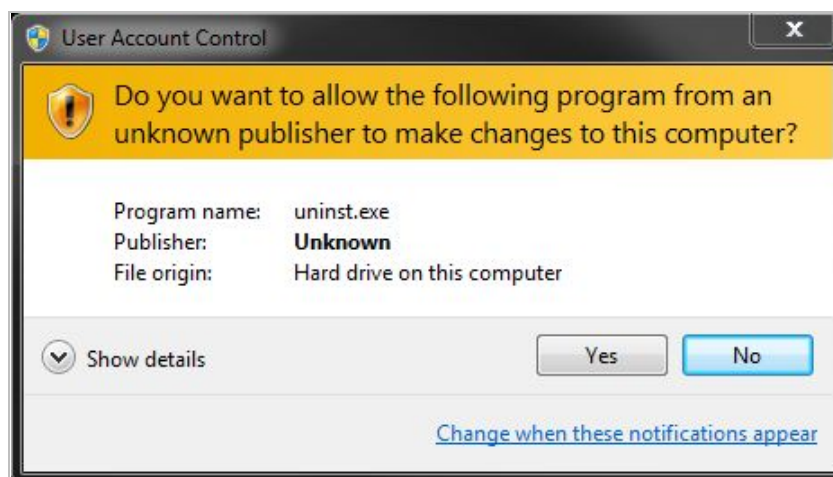 User Account Control
X
Do you want to allow the following program from an
unknown publisher to make changes to this computer?
Program name: uninst.exe
Publisher: Unknown
File origin: Hard drive on this computer
Show details
Yes
No
Change when these notifications appear